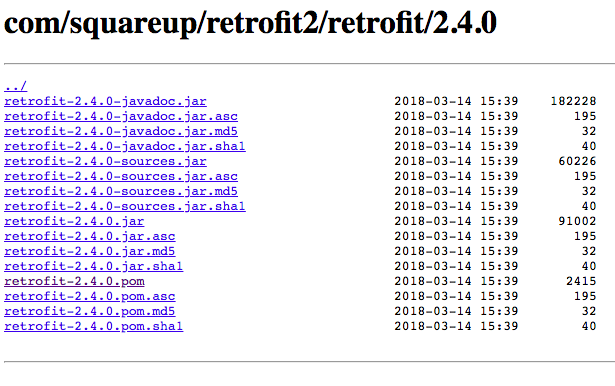 com/squareup/retrofit2/retrofit/2.4.0
../
retrofit-2.4.0-javadoc.jar 2018-03-14 15:39 182228
retrofit-2.4.0-javadoc.jar.asc 2018-03-14 15:39 195
retrofit-2.4.0-javadoc.jar.md5 2018-03-14 15:39 32
retrofit-2.4.0-javadoc.jar.sha1 2018-03-14 15:39 40
retrofit-2.4.0-sources.jar 2018-03-14 15:39 60226
retrofit-2.4.0-sources.jar.asc 2018-03-14 15:39 195
retrofit-2.4.0-sources.jar.md5 2018-03-14 15:39 32
retrofit-2.4.0-sources.jar.sha1 2018-03-14 15:39 40
retrofit-2.4.0.jar 2018-03-14 15:39 91002
retrofit-2.4.0.jar.asc 2018-03-14 15:39 195
retrofit-2.4.0.jar.md5 2018-03-14 15:39 32
retrofit-2.4.0.jar.sha1 2018-03-14 15:39 40
retrofit-2.4.0.pom 2018-03-14 15:39 2415
retrofit-2.4.0.pom.asc 2018-03-14 15:39 195
retrofit-2.4.0.pom.md5 2018-03-14 15:39 32
retrofit-2.4.0.pom.sha1 2018-03-14 15:39 40